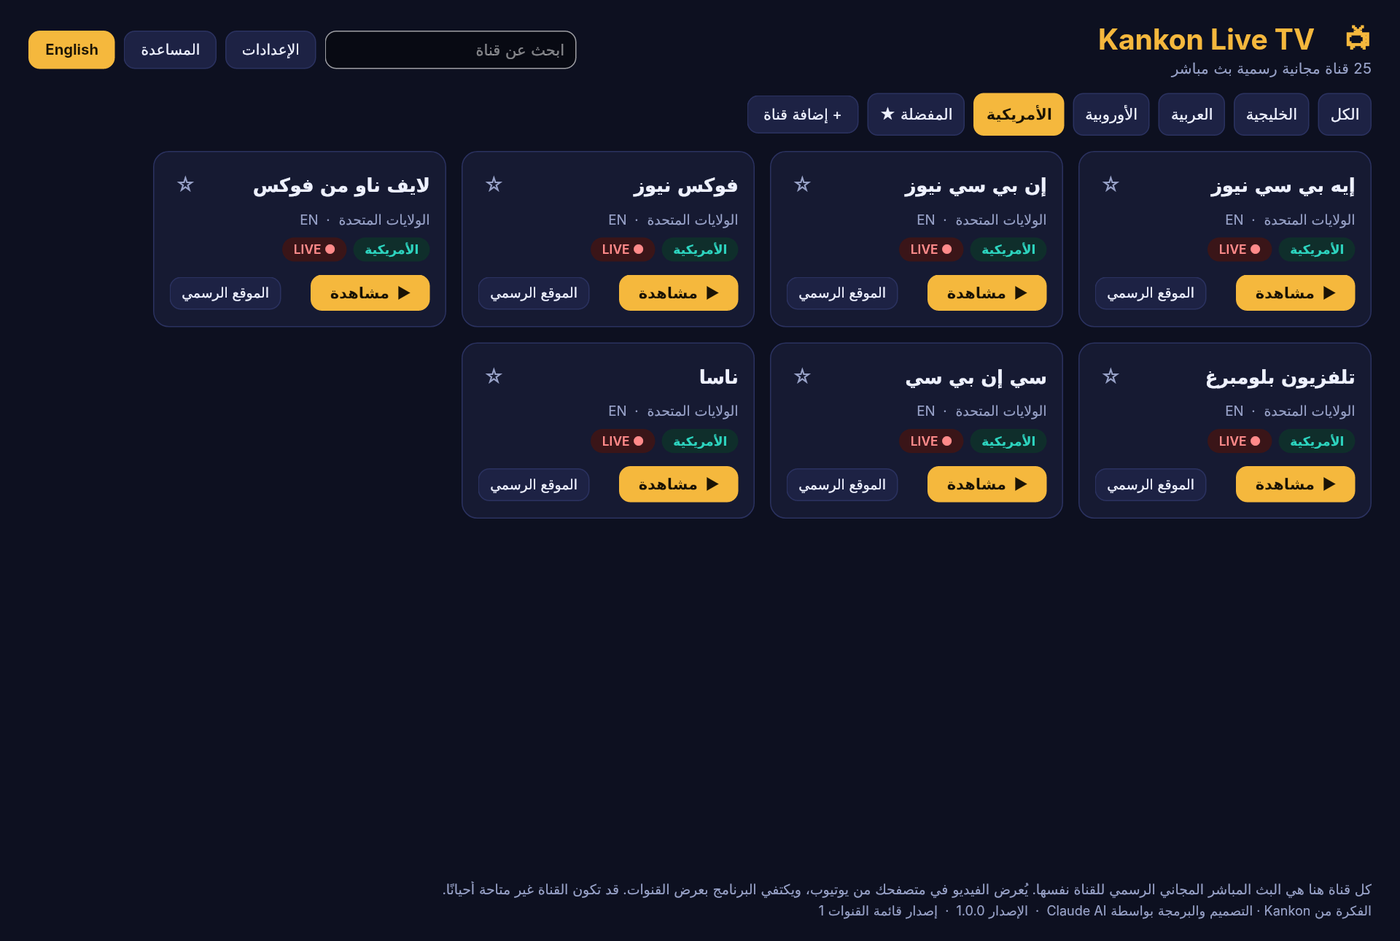 Kankon Live TV
25 قناة مجانية رسمية بث مباشر
ابحث عن قناة
الإعدادات
المساعدة
English
الكل
الخليجية
العربية
الأوروبية
الأمريكية
المفضلة ★
+ إضافة قناة
إيه بي سي نيوز ☆
الولايات المتحدة · EN
الأمريكية ● LIVE
▶ مشاهدة
الموقع الرسمي
إن بي سي نيوز ☆
الولايات المتحدة · EN
الأمريكية ● LIVE
▶ مشاهدة
الموقع الرسمي
فوكس نيوز ☆
الولايات المتحدة · EN
الأمريكية ● LIVE
▶ مشاهدة
الموقع الرسمي
لايف ناو من فوكس ☆
الولايات المتحدة · EN
الأمريكية ● LIVE
▶ مشاهدة
الموقع الرسمي
تلفزيون بلومبرغ ☆
الولايات المتحدة · EN
الأمريكية ● LIVE
▶ مشاهدة
الموقع الرسمي
سي إن بي سي ☆
الولايات المتحدة · EN
الأمريكية ● LIVE
▶ مشاهدة
الموقع الرسمي
ناسا ☆
الولايات المتحدة · EN
الأمريكية ● LIVE
▶ مشاهدة
الموقع الرسمي
كل قناة هنا هي البث المباشر المجاني الرسمي للقناة نفسها. يُعرض الفيديو في متصفحك من يوتيوب، ويكتفي البرنامج بعرض القنوات. قد تكون القناة غير متاحة أحيانًا.
الفكرة من Kankon · التصميم والبرمجة بواسطة Claude AI · الإصدار 1.0.0 · إصدار قائمة القنوات 1